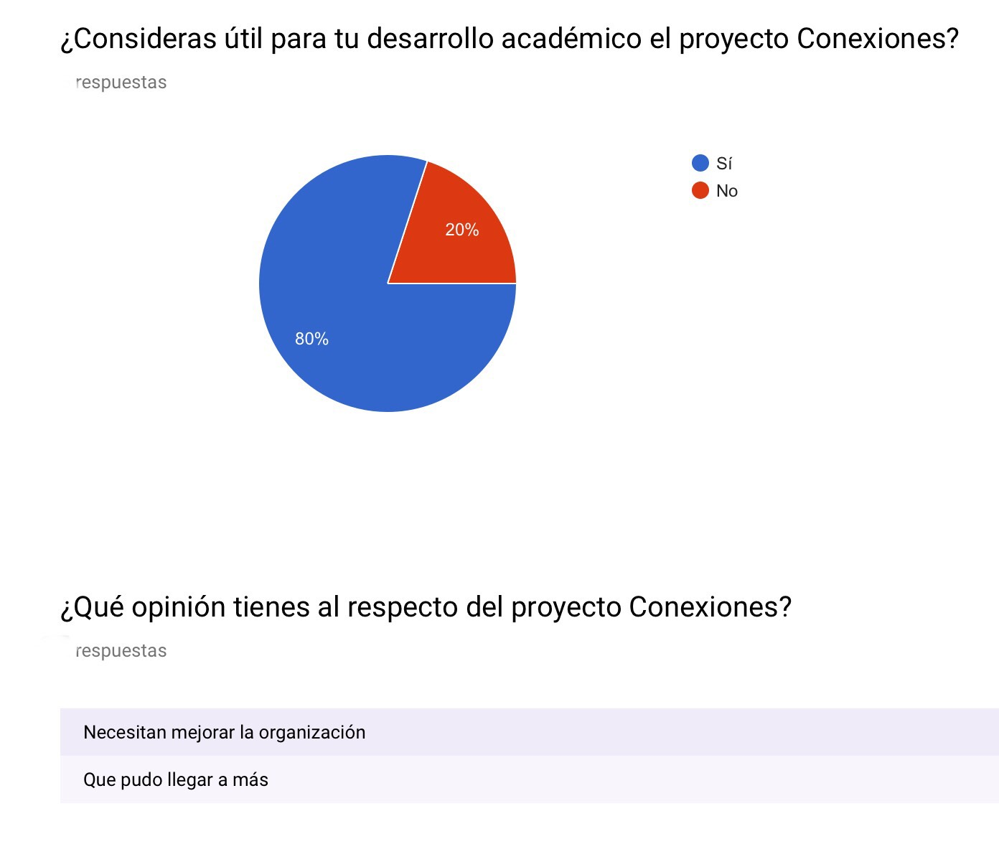 ¿Consideras útil para tu desarrollo académico el proyecto Conexiones?
respuestas
Sí
No
20%
80%
¿Qué opinión tienes al respecto del proyecto Conexiones?
respuestas
Necesitan mejorar la organización
Que pudo llegar a más